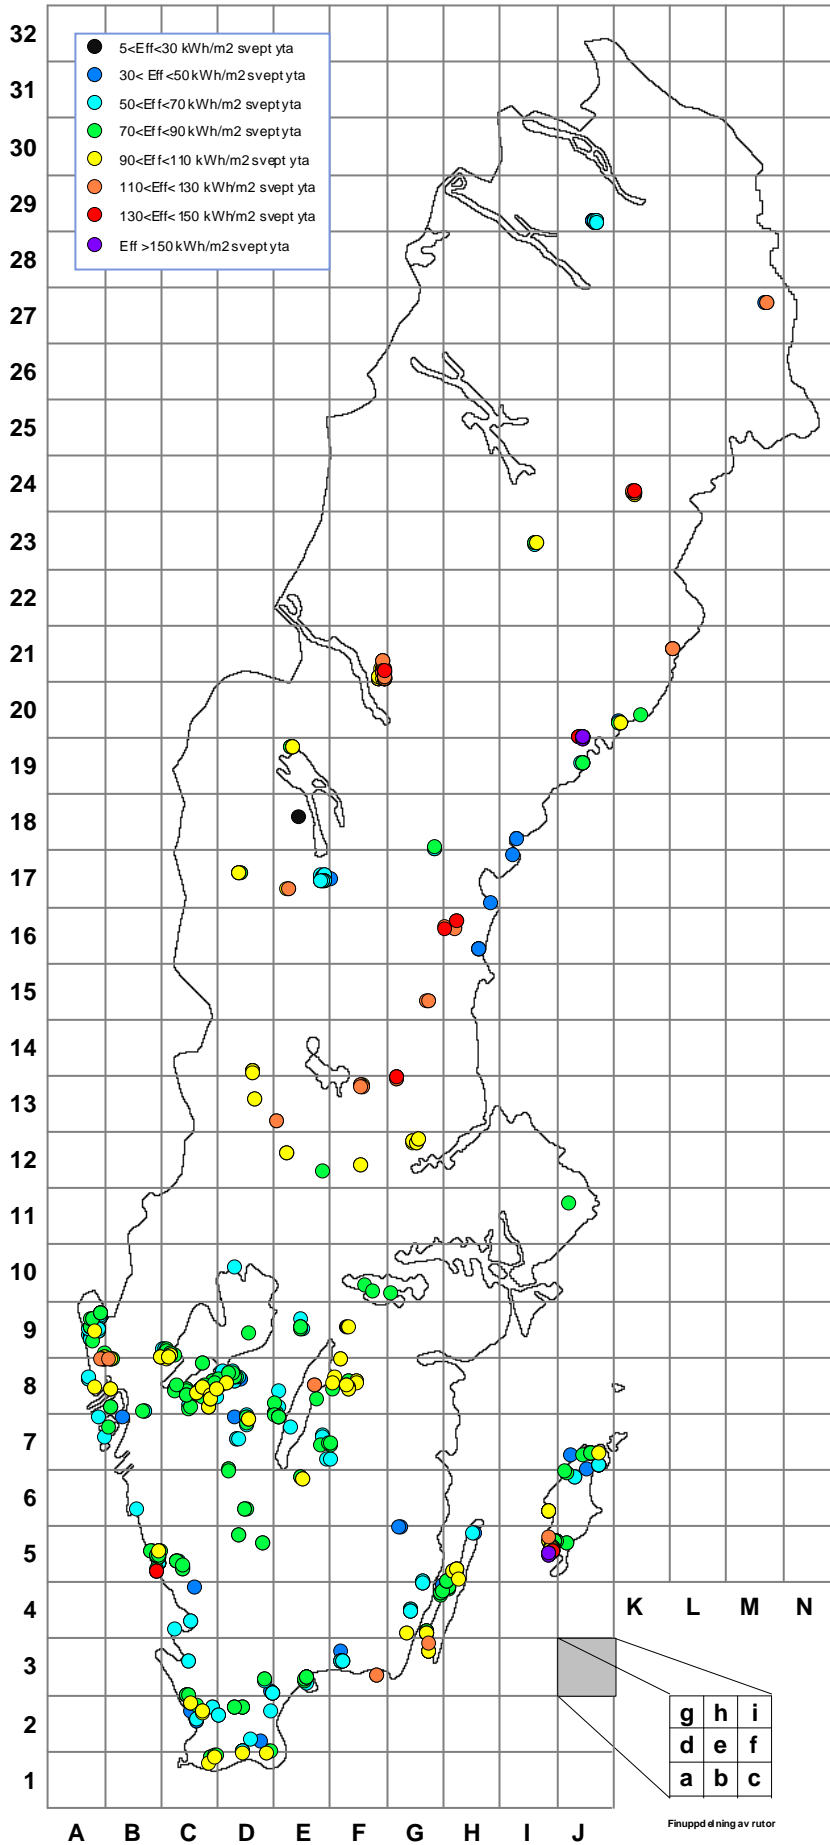 32
31
30
29
28
27
26
25
24
23
22
21
20
19
18
17
16
15
14
13
12
11
10
9
8
7
6
5
4
3
2
1
5<Eff<30 kWh/m2 svept yta
30< Eff <50 kWh/m2 svept yta
50<Eff<70 kWh/m2 svept yta
70<Eff<90 kWh/m2 svept yta
90<Eff<110 kWh/m2 svept yta
110<Eff<130 kWh/m2 svept yta
130<Eff<150 kWh/m2 svept yta
Eff >150 kWh/m2 svept yta
K L M N
g h i
d e f
a b c
Finuppdelning av rutor
A B C D E F G H I J